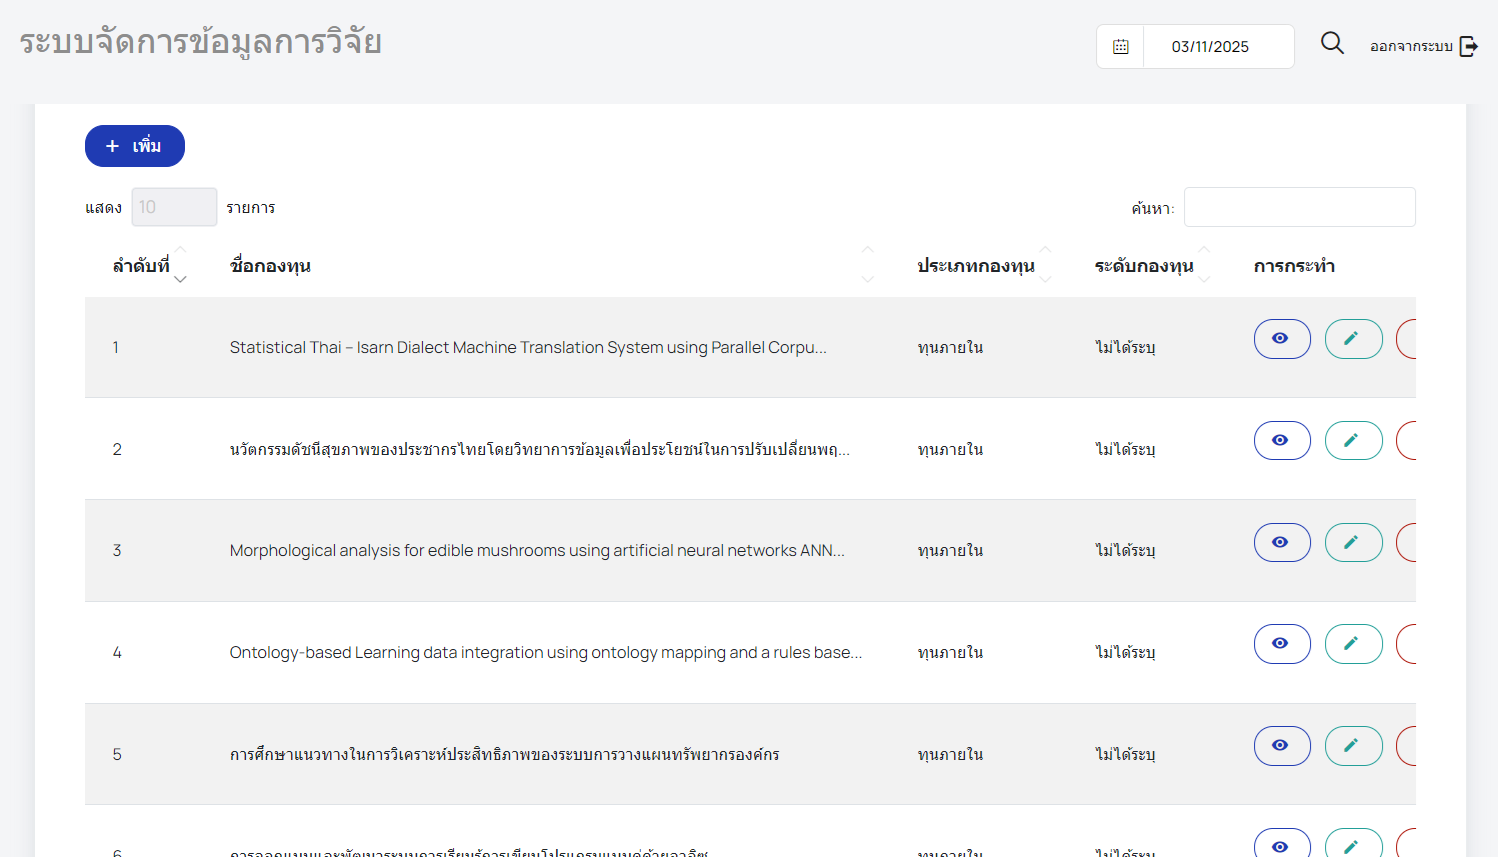 ระบบจัดการข้อมูลการวิจัย
03/11/2025
ออกจากระบบ
+ เพิ่ม
แสดง 10 รายการ
ค้นหา:
ลำดับที่ ชื่อกองทุน ประเภทกองทุน ระดับกองทุน การกระทำ
1 Statistical Thai – Isarn Dialect Machine Translation System using Parallel Corpu... ทุนภายใน ไม่ได้ระบุ
2 นวัตกรรมดัชนีสุขภาพของประชากรไทยโดยวิทยาการข้อมูลเพื่อประโยชน์ในการปรับเปลี่ยนพฤ... ทุนภายใน ไม่ได้ระบุ
3 Morphological analysis for edible mushrooms using artificial neural networks ANN... ทุนภายใน ไม่ได้ระบุ
4 Ontology-based Learning data integration using ontology mapping and a rules base... ทุนภายใน ไม่ได้ระบุ
5 การศึกษาแนวทางในการวิเคราะห์ประสิทธิภาพของระบบการวางแผนทรัพยากรองค์กร ทุนภายใน ไม่ได้ระบุ
6 ทุนภายใน ไม่ได้ระบุ